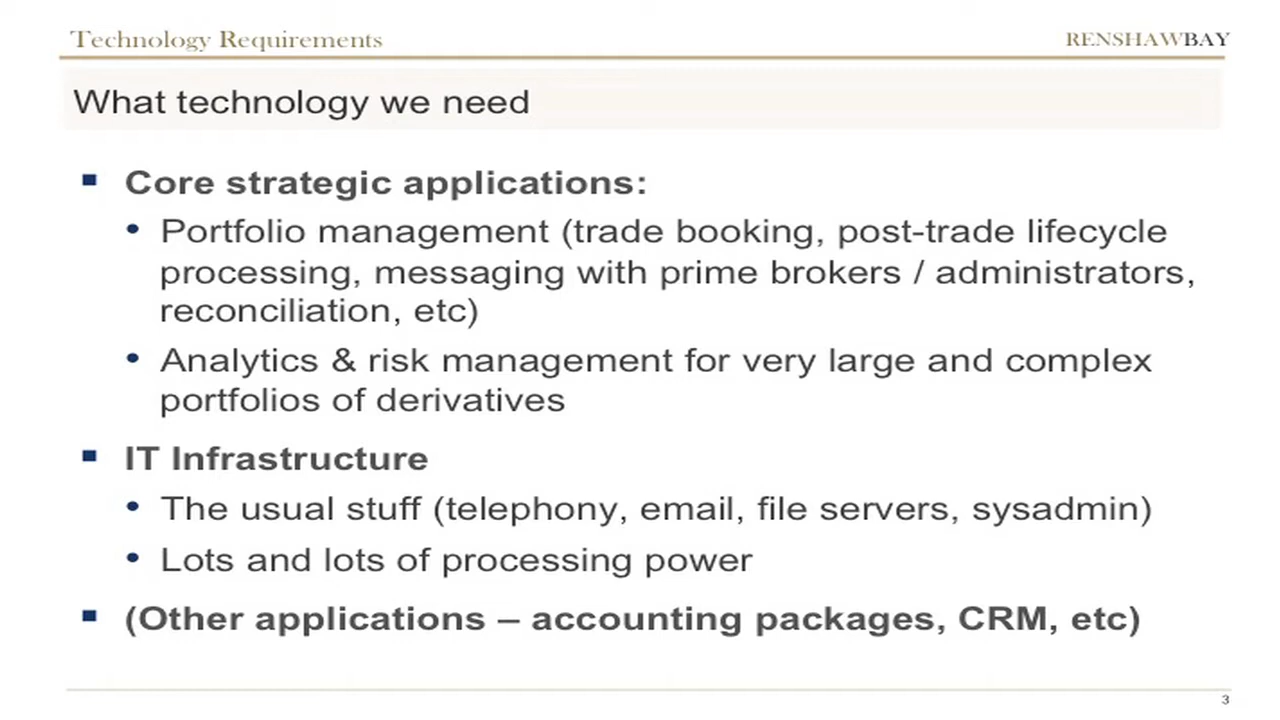 Technology Requirements
RENSHAWBAY
What technology we need
Core strategic applications:
Portfolio management (trade booking, post-trade lifecycle
processing, messaging with prime brokers / administrators,
reconciliation, etc)
Analytics & risk management for very large and complex
portfolios of derivatives
IT Infrastructure
The usual stuff (telephony, email, file servers, sysadmin)
Lots and lots of processing power
(Other applications – accounting packages, CRM, etc)
3